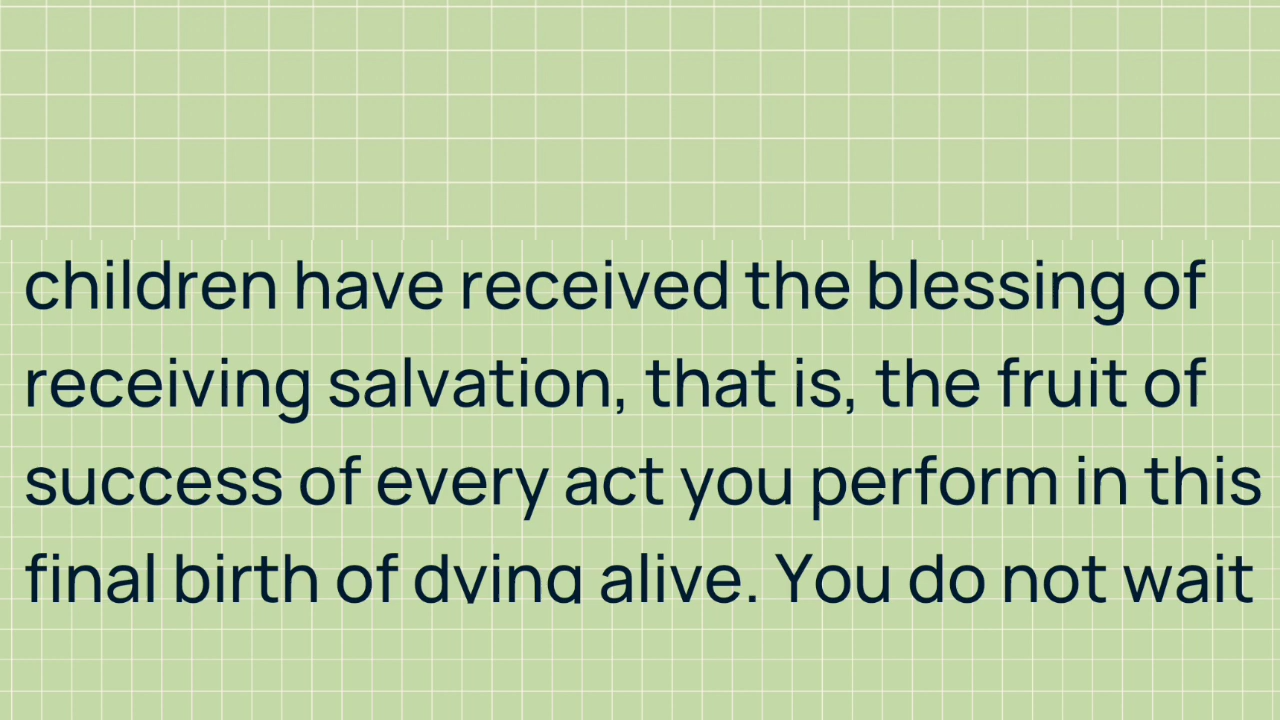 children have received the blessing of
receiving salvation, that is, the fruit of
success of every act you perform in this
final birth of dying alive. You do not wait